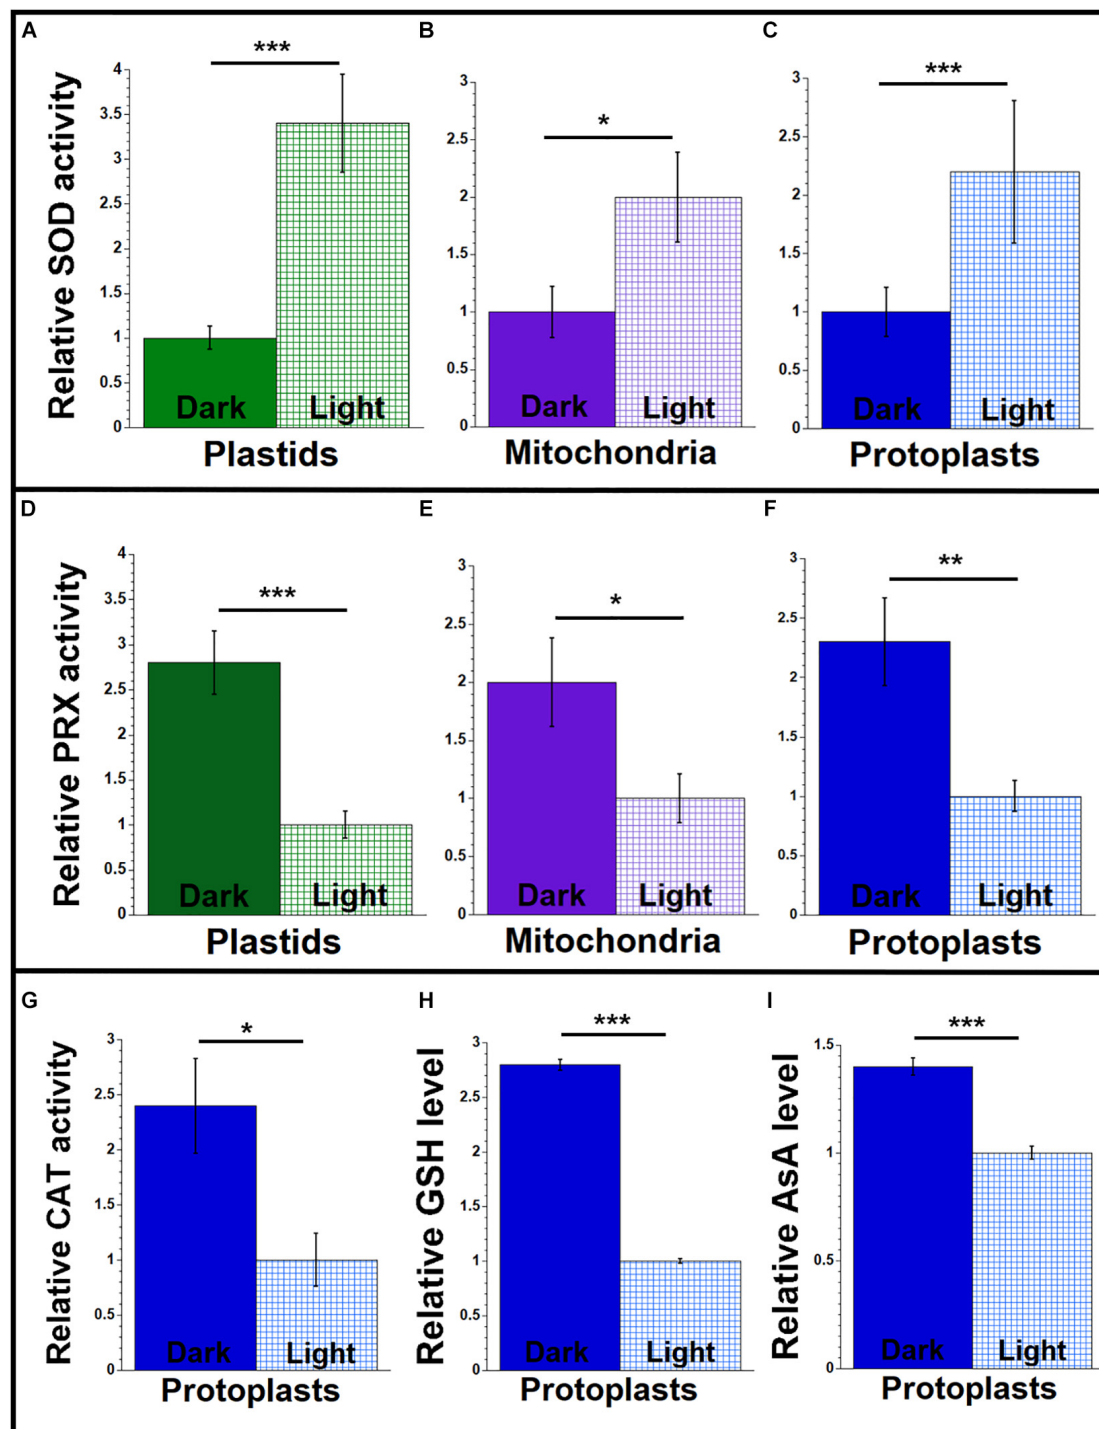 A
Relative SOD activity
***
4
3.5
3
2.5
2
1.5
1
0.5
0
Dark
Light
Plastids
B
*
3
2.5
2
1.5
1
0.5
0
Dark
Light
Mitochondria
C
***
3
2.5
2
1.5
1
0.5
0
Dark
Light
Protoplasts
D
Relative PRX activity
***
4
3.5
3
2.5
2
1.5
1
0.5
0
Dark
Light
Plastids
E
*
3
2.5
2
1.5
1
0.5
0
Dark
Light
Mitochondria
F
**
3
2.5
2
1.5
1
0.5
0
Dark
Light
Protoplasts
G
Relative CAT activity
*
3
2.5
2
1.5
1
0.5
0
Dark
Light
Protoplasts
H
Relative GSH level
***
3
2.5
2
1.5
1
0.5
0
Dark
Light
Protoplasts
I
Relative AsA level
***
1.5
1
0.5
0
Dark
Light
Protoplasts